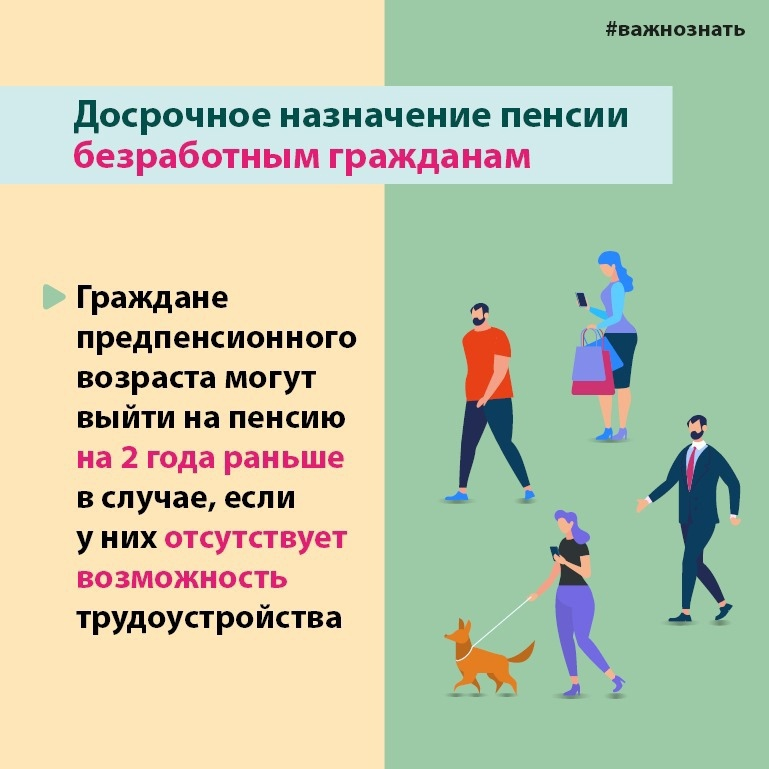 #важнознать
Досрочное назначение пенсии
безработным гражданам
Граждане
предпенсионного
возраста могут
выйти на пенсию
на 2 года раньше
в случае, если
у них отсутствует
возможность
трудоустройства